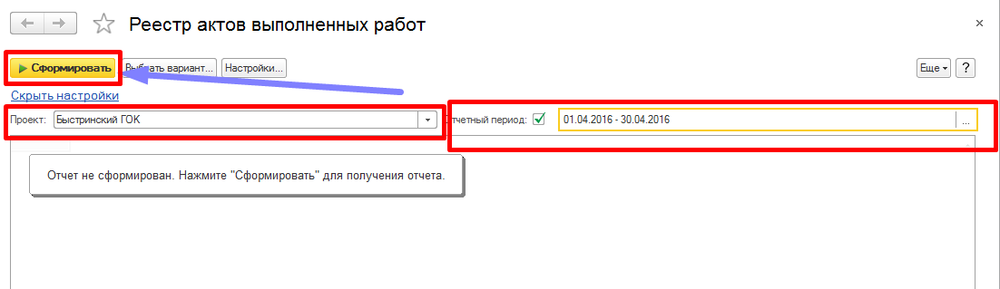 Реестр актов выполненных работ
Сформировать Выбрать вариант... Настройки... Еще ?
Скрыть настройки
Проект: Быстринский ГОК Отчетный период: 01.04.2016 - 30.04.2016 ...
Отчет не сформирован. Нажмите "Сформировать" для получения отчета.